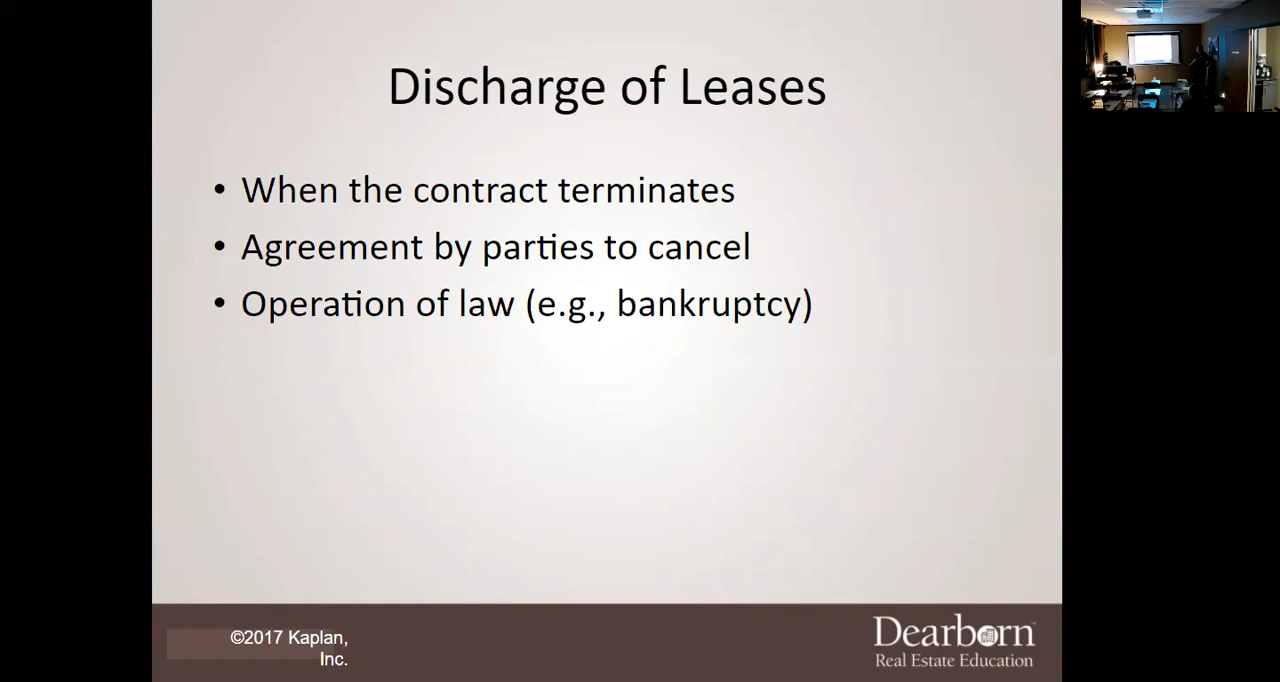 Discharge of Leases
• When the contract terminates
• Agreement by parties to cancel
• Operation of law (e.g., bankruptcy)
©2017 Kaplan,
Inc.
Dearborn™
Real Estate Education